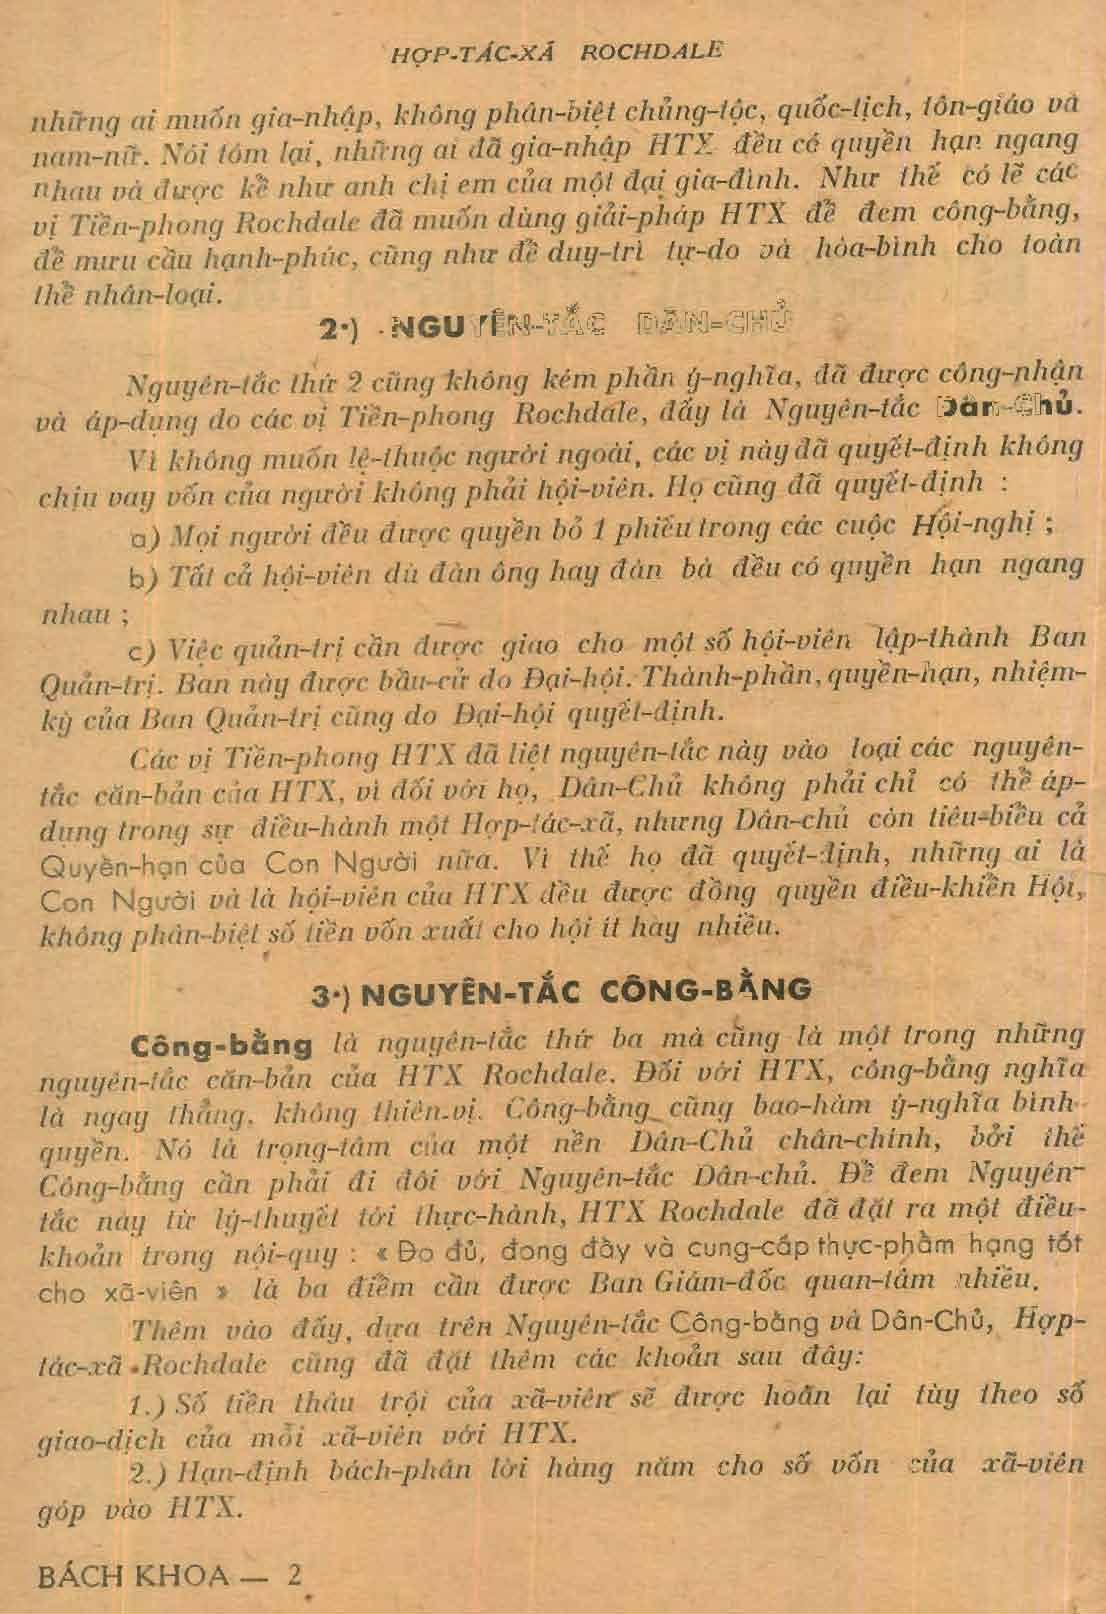 HỢP-TÁC-XÃ ROCHDALE
những ai muốn gia-nhập, không phân-biệt chủng-tộc, quốc-tịch, tôn-giáo và
nam-nữ. Nói tóm lại, những ai đã gia-nhập HTX đều có quyền hạn ngang
nhau và được kể như anh chị em của một đại gia-đình. Như thế có lẽ các
vị Tiền-phong Rochdale đã muốn dùng giải-pháp HTX để đem công-bằng,
để mưu cầu hạnh-phúc, cũng như để duy-trì tự-do và hòa-bình cho toàn
thể nhân-loại.
2·) NGUYÊN-TẮC DÂN-CHỦ
Nguyên-tắc thứ 2 cũng không kém phần ý-nghĩa, đã được công-nhận
và áp-dụng do các vị Tiền-phong Rochdale, đấy là Nguyên-tắc Dân-Chủ.
Vì không muốn lệ-thuộc người ngoài, các vị này đã quyết-định không
chịu vay vốn của người không phải hội-viên. Họ cũng đã quyết-định :
a) Mọi người đều được quyền bỏ 1 phiếu trong các cuộc Hội-nghị ;
b) Tất cả hội-viên dù đàn ông hay đàn bà đều có quyền hạn ngang
nhau ;
c) Việc quản-trị cần được giao cho một số hội-viên lập-thành Ban
Quản-trị. Ban này được bầu-cử do Đại-hội. Thành-phần, quyền-hạn, nhiệm-
kỳ của Ban Quản-trị cũng do Đại-hội quyết-định.
Các vị Tiền-phong HTX đã liệt nguyên-tắc này vào loại các nguyên-
tắc căn-bản của HTX, vì đối với họ, Dân-Chủ không phải chỉ có thể áp-
dụng trong sự điều-hành một Hợp-tác-xã, nhưng Dân-chủ còn tiêu-biểu cả
Quyền-hạn của Con Người nữa. Vì thế họ đã quyết-định, những ai là
Con Người và là hội-viên của HTX đều được đồng quyền điều-khiển Hội,
không phân-biệt số tiền vốn xuất cho hội ít hay nhiều.
3·) NGUYÊN-TẮC CÔNG-BẰNG
Công-bằng là nguyên-tắc thứ ba mà cũng là một trong những
nguyên-tắc căn-bản của HTX Rochdale. Đối với HTX, công-bằng nghĩa
là ngay thẳng, không thiên-vị. Công-bằng cũng bao-hàm ý-nghĩa bình
quyền. Nó là trọng-tâm của một nền Dân-Chủ chân-chính, bởi thế
Công-bằng cần phải đi đôi với Nguyên-tắc Dân-chủ. Để đem Nguyên-
tắc này từ lý-thuyết tới thực-hành, HTX Rochdale đã đặt ra một điều-
khoản trong nội-quy : « Đo đủ, đong đầy và cung-cấp thực-phẩm hạng tốt
cho xã-viên » là ba điểm cần được Ban Giám-đốc quan-tâm nhiều.
Thêm vào đấy, dựa trên Nguyên-tắc Công-bằng và Dân-Chủ, Hợp-
tác-xã Rochdale cũng đã đặt thêm các khoản sau đây:
1.) Số tiền thâu trội của xã-viên sẽ được hoãn lại tùy theo số
giao-dịch của mỗi xã-viên với HTX.
2.) Hạn-định bách-phân lời hàng năm cho số vốn của xã-viên
góp vào HTX.
BÁCH KHOA — 2